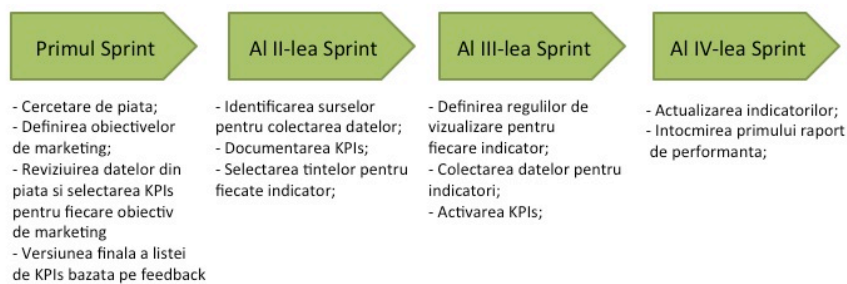 Primul Sprint
- Cercetare de piata;
- Definirea obiectivelor
de marketing;
- Reviziuirea datelor din
piata si selectarea KPIs
pentru fiecare obiectiv
de marketing
- Versiunea finala a listei
de KPIs bazata pe feedback
Al II-lea Sprint
- Identificarea surselor
pentru colectarea datelor;
- Documentarea KPIs;
- Selectarea tintelor pentru
fiecate indicator;
Al III-lea Sprint
- Definirea regulilor de
vizualizare pentru
fiecare indicator;
- Colectarea datelor pentru
indicatori;
- Activarea KPIs;
Al IV-lea Sprint
- Actualizarea indicatorilor;
- Intocmirea primului raport
de performanta;